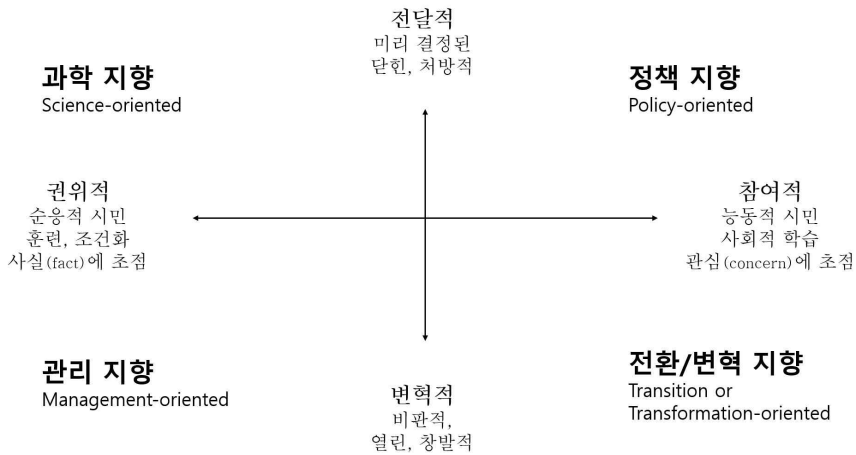 전달적
미리 결정된
닫힌, 처방적
과학 지향
Science-oriented
정책 지향
Policy-oriented
권위적
순응적 시민
훈련, 조건화
사실(fact)에 초점
참여적
능동적 시민
사회적 학습
관심(concern)에 초점
관리 지향
Management-oriented
변혁적
비판적,
열린, 창발적
전환/변혁 지향
Transition or
Transformation-oriented